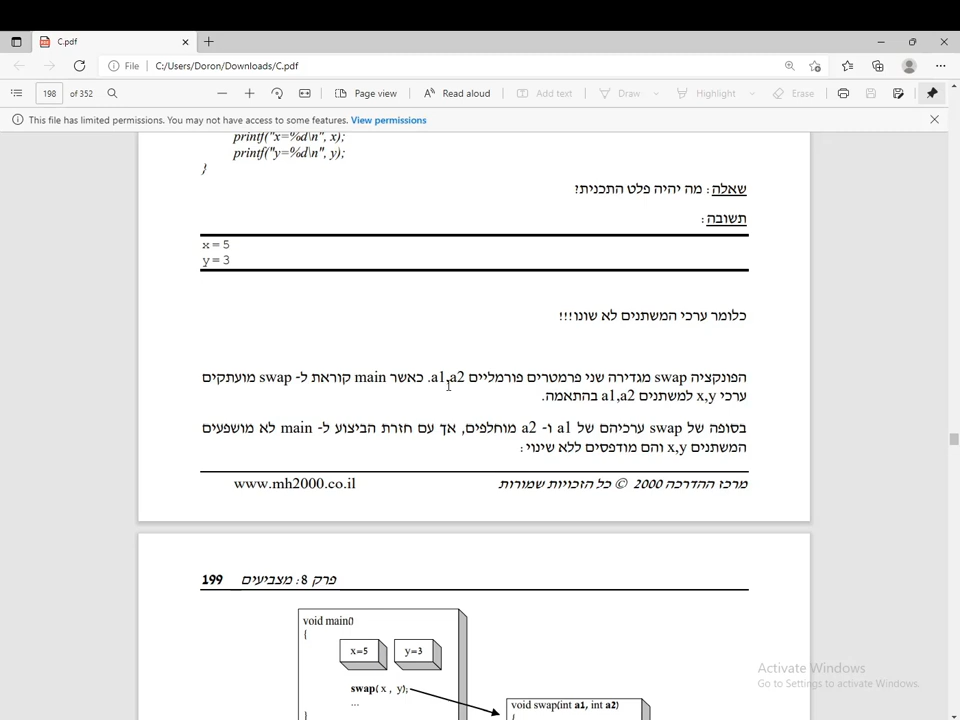 C.pdf
File C:/Users/Doron/Downloads/C.pdf
198 of 352 Page view Read aloud Add text Draw Highlight Erase
This file has limited permissions. You may not have access to some features. View permissions
printf("x=%d\n", x);
printf("y=%d\n", y);
}
שאלה: מה יהיה פלט התכנית?
תשובה:
x = 5
y = 3
כלומר ערכי המשתנים לא שונו!!!
הפונקציה swap מגדירה שני פרמטרים פורמליים a1,a2. כאשר main קוראת ל- swap מועתקים
ערכי x,y למשתנים a1,a2 בהתאמה.
בסופה של swap ערכיהם של a1 ו- a2 מוחלפים, אך עם חזרת הביצוע ל- main לא מושפעים
המשתנים x,y והם מודפסים ללא שינוי:
מרכז ההדרכה 2000 © כל הזכויות שמורות www.mh2000.co.il
פרק 8: מצביעים 199
void main()
{
x=5 y=3
swap( x , y);
...
void swap(int a1, int a2)
}
{
Activate Windows
Go to Settings to activate Windows.